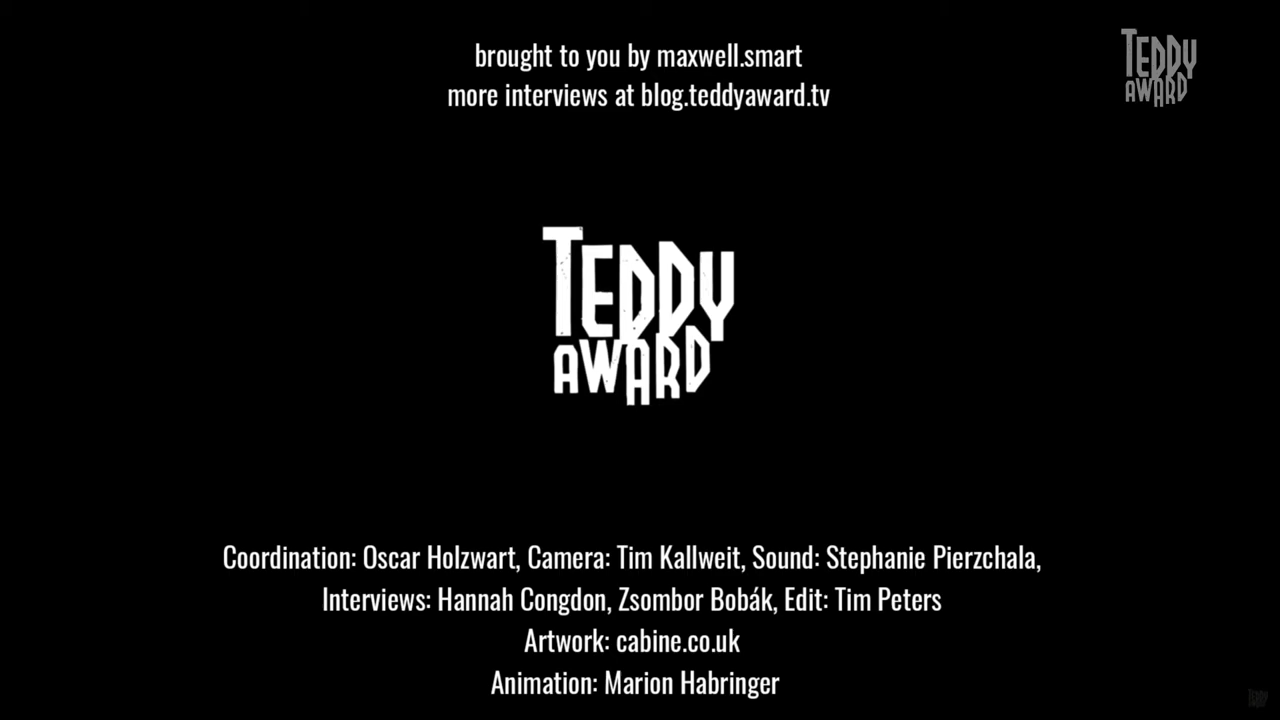 brought to you by maxwell.smart
more interviews at blog.teddyaward.tv
TEDDY
AWARD
TEDDY
AWARD
Coordination: Oscar Holzwart, Camera: Tim Kallweit, Sound: Stephanie Pierzchala,
Interviews: Hannah Congdon, Zsombor Bobák, Edit: Tim Peters
Artwork: cabine.co.uk
Animation: Marion Habringer
TEDDY
AWARD